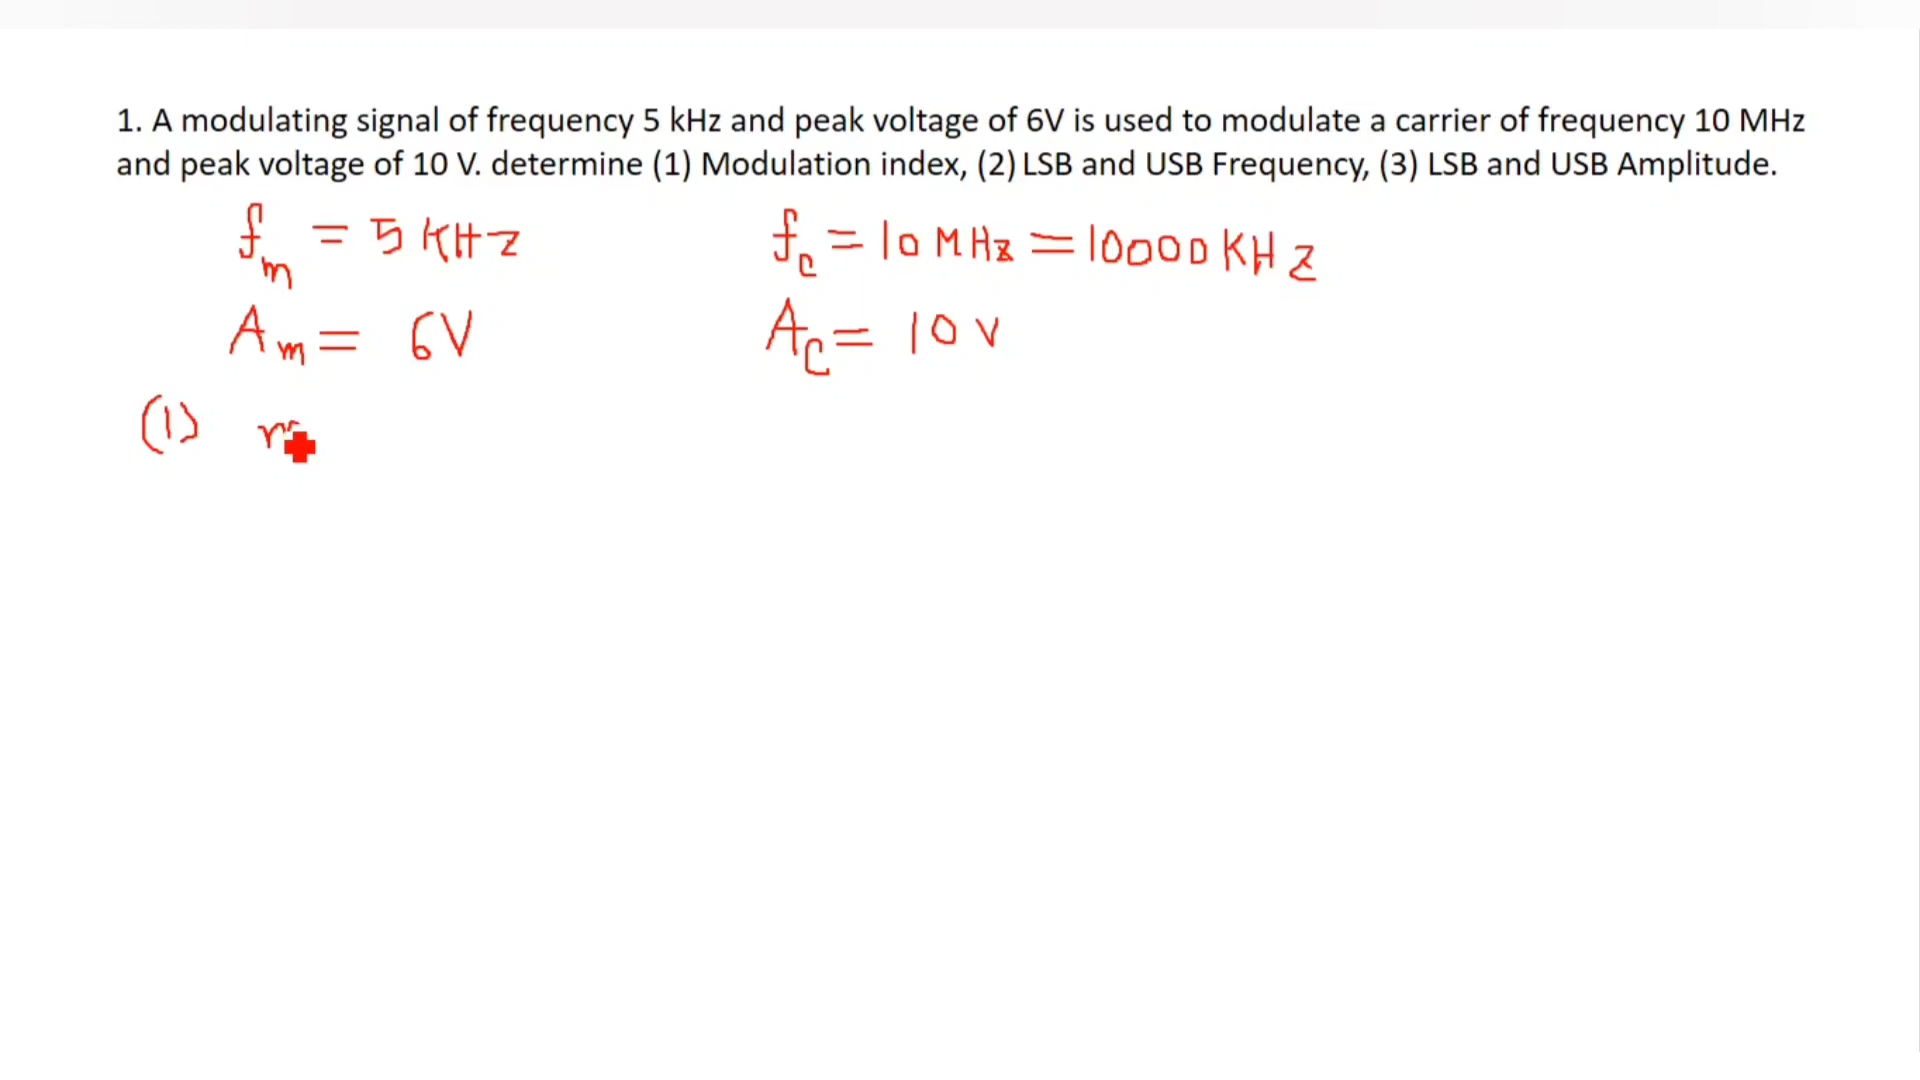 1. A modulating signal of frequency 5 kHz and peak voltage of 6V is used to modulate a carrier of frequency 10 MHz
and peak voltage of 10 V. determine (1) Modulation index, (2) LSB and USB Frequency, (3) LSB and USB Amplitude.
fm = 5 KHZ fc = 10 MHz = 10000 KHZ
Am = 6V Ac = 10 V
(1)